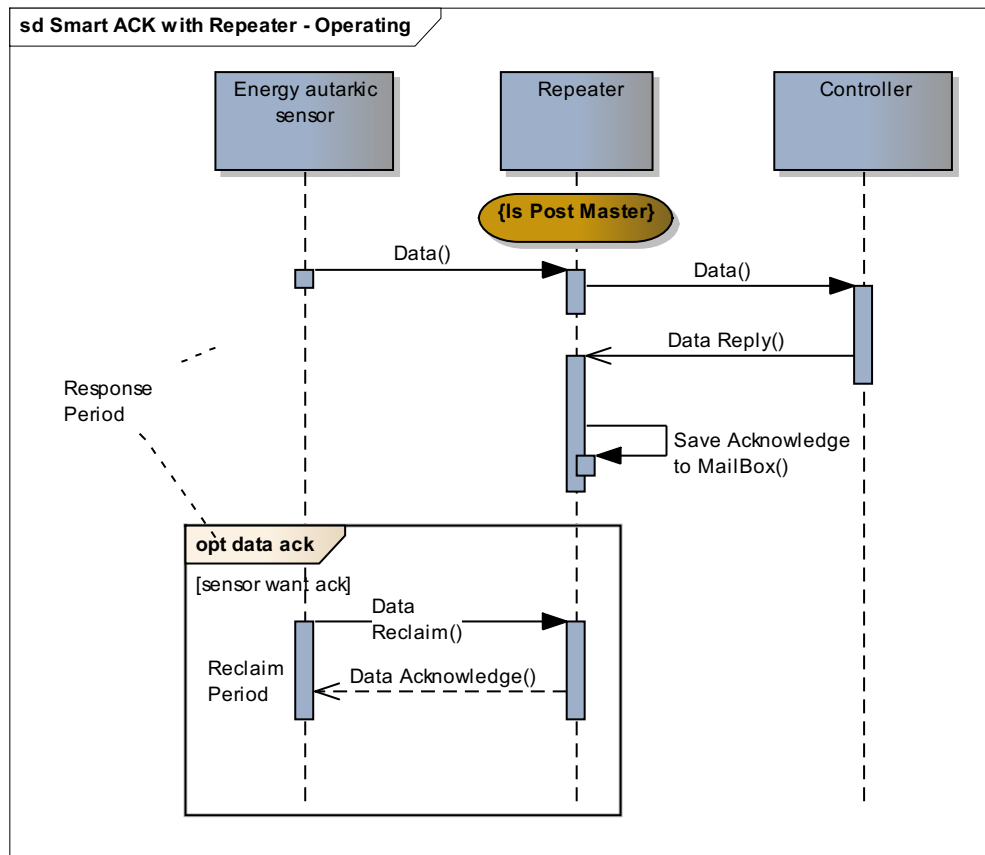 sd Smart ACK with Repeater - Operating
Energy autarkic
sensor
Repeater
Controller
{Is Post Master}
Data()
Data()
Data Reply()
Response
Period
Save Acknowledge
to MailBox()
opt data ack
[sensor want ack]
Data
Reclaim()
Reclaim
Period
Data Acknowledge()